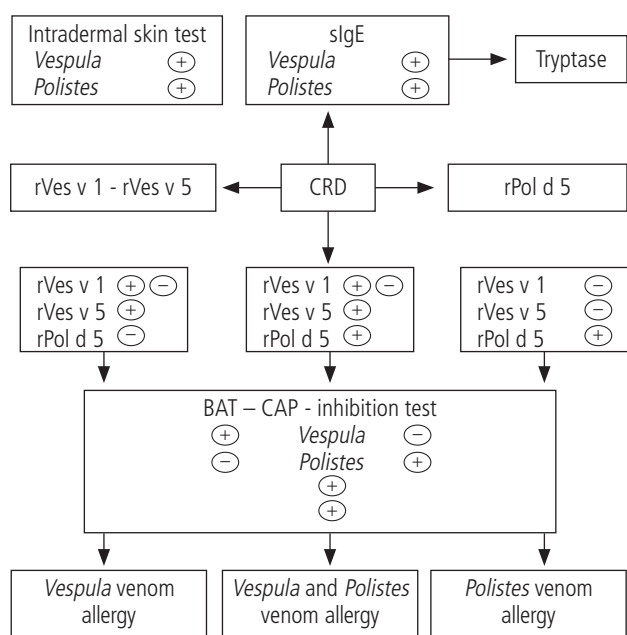 Intradermal skin test
Vespula ⊕
Polistes ⊕
sIgE
Vespula ⊕
Polistes ⊕
Tryptase
rVes v 1 - rVes v 5
CRD
rPol d 5
rVes v 1 ⊕ ⊖
rVes v 5 ⊕
rPol d 5 ⊖
rVes v 1 ⊕ ⊖
rVes v 5 ⊕
rPol d 5 ⊕
rVes v 1 ⊖
rVes v 5 ⊖
rPol d 5 ⊕
BAT – CAP - inhibition test
⊕ Vespula ⊖
⊖ Polistes ⊕
⊕
⊕
Vespula venom
allergy
Vespula and Polistes
venom allergy
Polistes venom
allergy